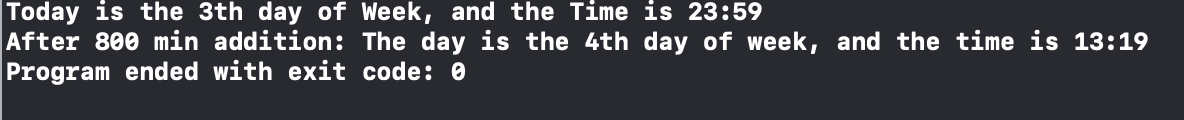 Today is the 3th day of Week, and the Time is 23:59
After 800 min addition: The day is the 4th day of week, and the time is 13:19
Program ended with exit code: 0